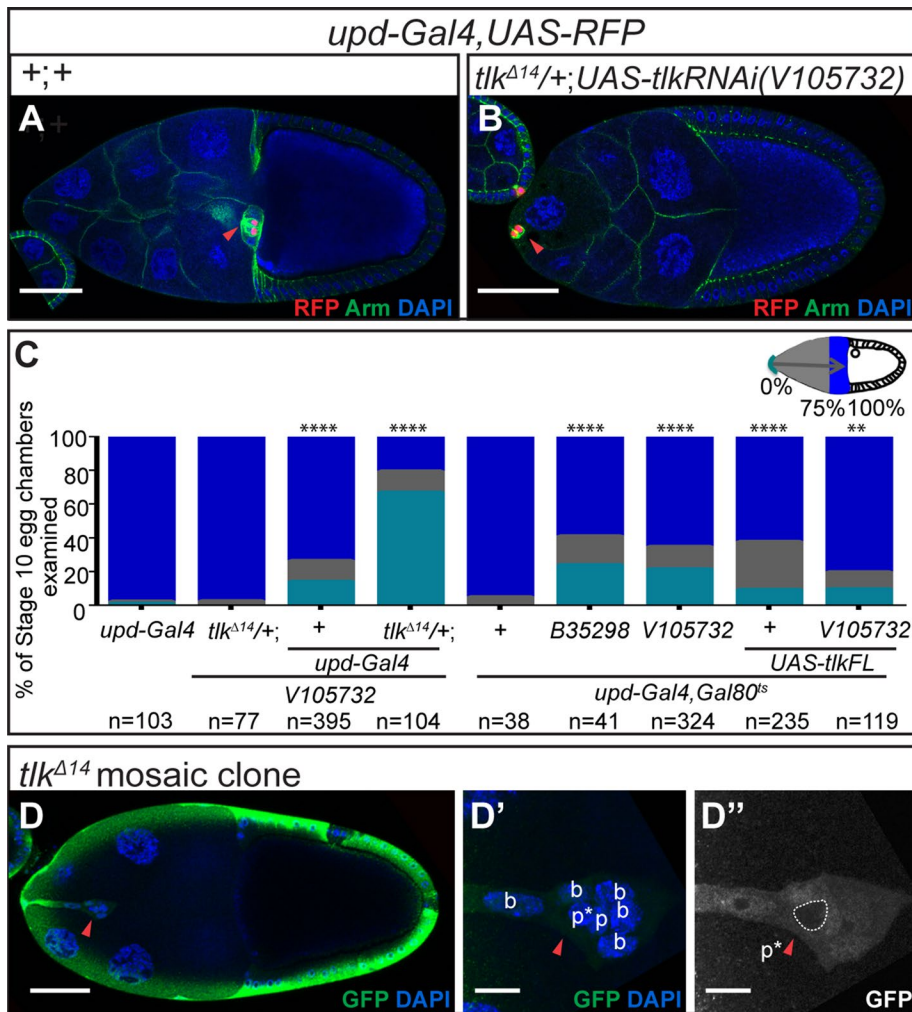 upd-Gal4,UAS-RFP
+;+
tlkΔ14/+;UAS-tlkRNAi(V105732)
A
;+
B
RFP Arm DAPI
RFP Arm DAPI
C
0%
75%100%
% of Stage 10 egg chambers
examined
100
80
60
40
20
0
**** **** **** **** **** **
upd-Gal4 tlkΔ14/+; + tlkΔ14/+; + B35298 V105732 + V105732
upd-Gal4 UAS-tlkFL
V105732 upd-Gal4,Gal80ts
n=103 n=77 n=395 n=104 n=38 n=41 n=324 n=235 n=119
tlkΔ14 mosaic clone
D
GFP DAPI
D'
b
b
b
p*p
b
b
GFP DAPI
D''
p*
GFP